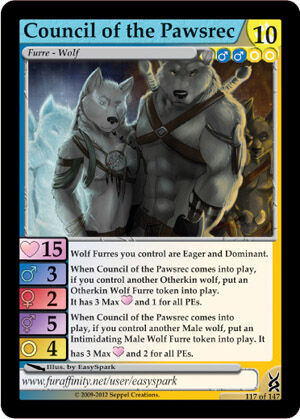 Council of the Pawsrec 10
Furre - Wolf
15 Wolf Furres you control are Eager and Dominant.
3 When Council of the Pawsrec comes into play,
if you control another Otherkin wolf, put an
Otherkin Wolf Furre token into play.
2 It has 3 Max and 1 for all PEs.
5 When Council of the Pawsrec comes into
play, if you control another Male wolf, put an
Intimidating Male Wolf Furre token into play. It
4 has 3 Max and 2 for all PEs.
Illus. by EasySpark
www.furaffinity.net/user/easyspark
© 2009-2012 Seppel Creations.
117 of 147